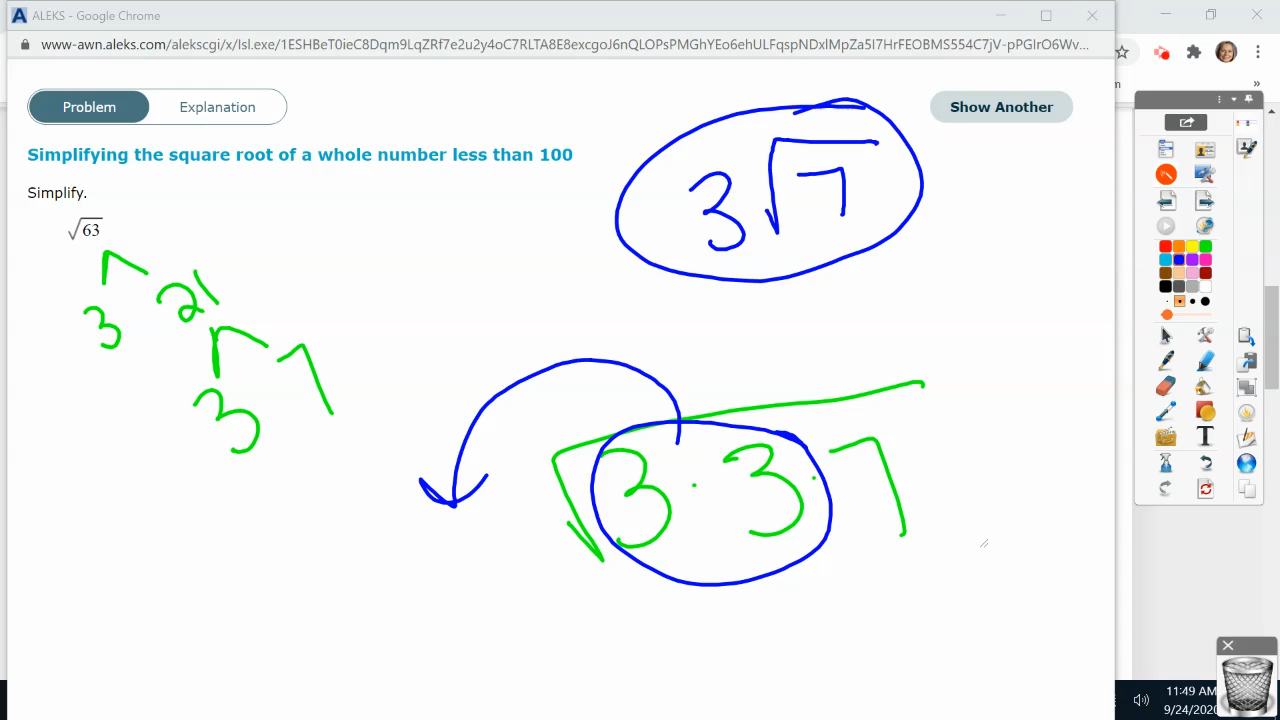 ALEKS - Google Chrome
www-awn.aleks.com/alekscgi/x/lsl.exe/1ESHBeT0ieC8Dqm9LqZRf7e2u2y4oC7RLTA8E8excgoJ6nQLOPsPMGhYEo6ehULFqspNDxlMpZa5I7HrFEOBMS554C7jV-pPGIrO6Wv...
Problem Explanation Show Another
Simplifying the square root of a whole number less than 100
Simplify.
√63
3 √7
3 21
3 7
√3 · 3 · 7
T
11:49 AM
9/24/2020